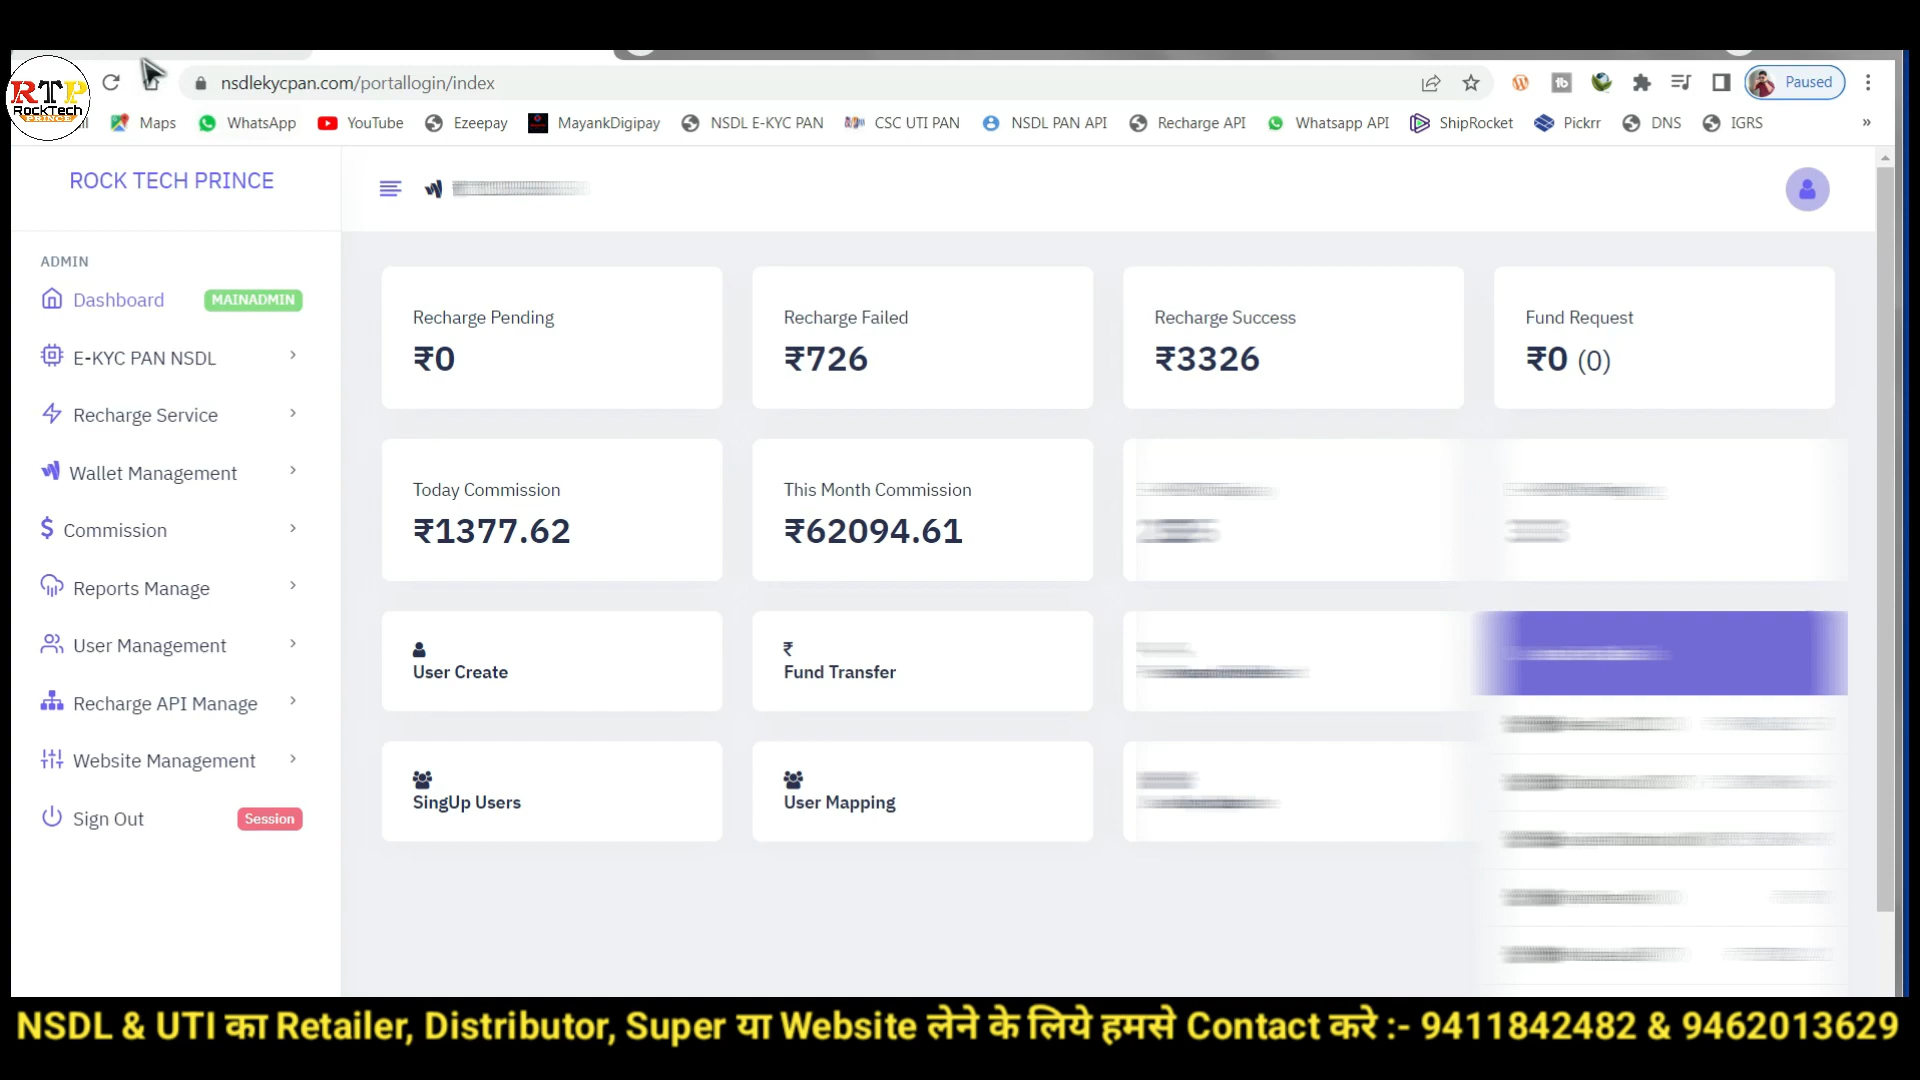 nsdlekycpan.com/portallogin/index
Paused
RTP
RockTech
PRINCE
Maps
WhatsApp
YouTube
Ezeepay
MayankDigipay
NSDL E-KYC PAN
CSC UTI PAN
NSDL PAN API
Recharge API
Whatsapp API
ShipRocket
Pickrr
DNS
IGRS
»
ROCK TECH PRINCE
ADMIN
Dashboard
MAINADMIN
E-KYC PAN NSDL
Recharge Service
Wallet Management
Commission
Reports Manage
User Management
Recharge API Manage
Website Management
Sign Out
Session
Recharge Pending
₹0
Recharge Failed
₹726
Recharge Success
₹3326
Fund Request
₹0 (0)
Today Commission
₹1377.62
This Month Commission
₹62094.61
User Create
₹
Fund Transfer
SingUp Users
User Mapping
NSDL & UTI का Retailer, Distributor, Super या Website लेने के लिये हमसे Contact करे :- 9411842482 & 9462013629